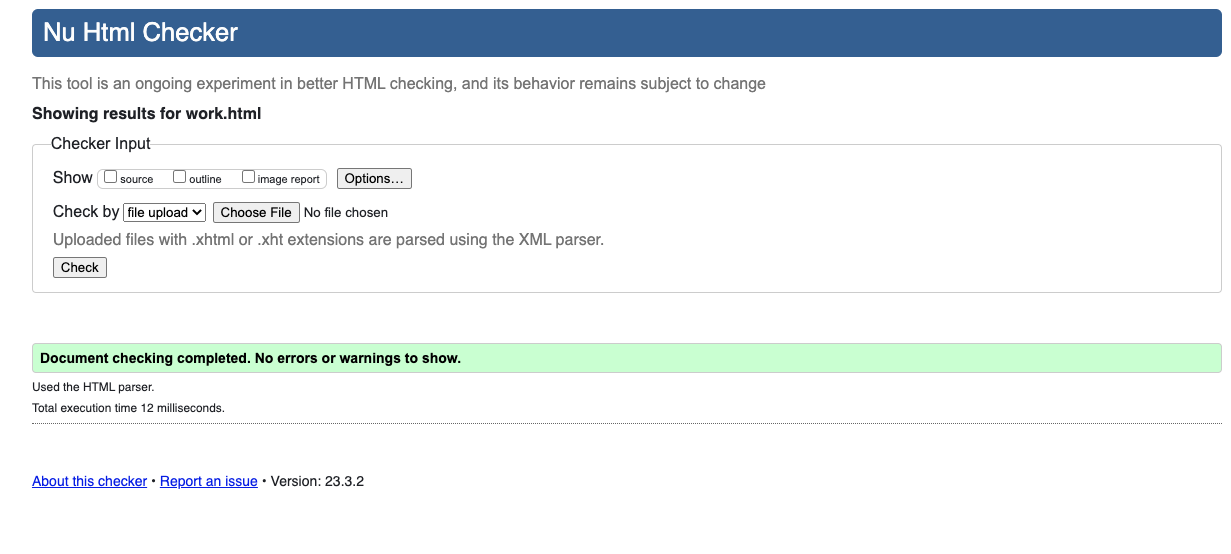 Nu Html Checker
This tool is an ongoing experiment in better HTML checking, and its behavior remains subject to change
Showing results for work.html
Checker Input
Show source outline image report Options...
Check by file upload Choose File No file chosen
Uploaded files with .xhtml or .xht extensions are parsed using the XML parser.
Check
Document checking completed. No errors or warnings to show.
Used the HTML parser.
Total execution time 12 milliseconds.
About this checker • Report an issue • Version: 23.3.2